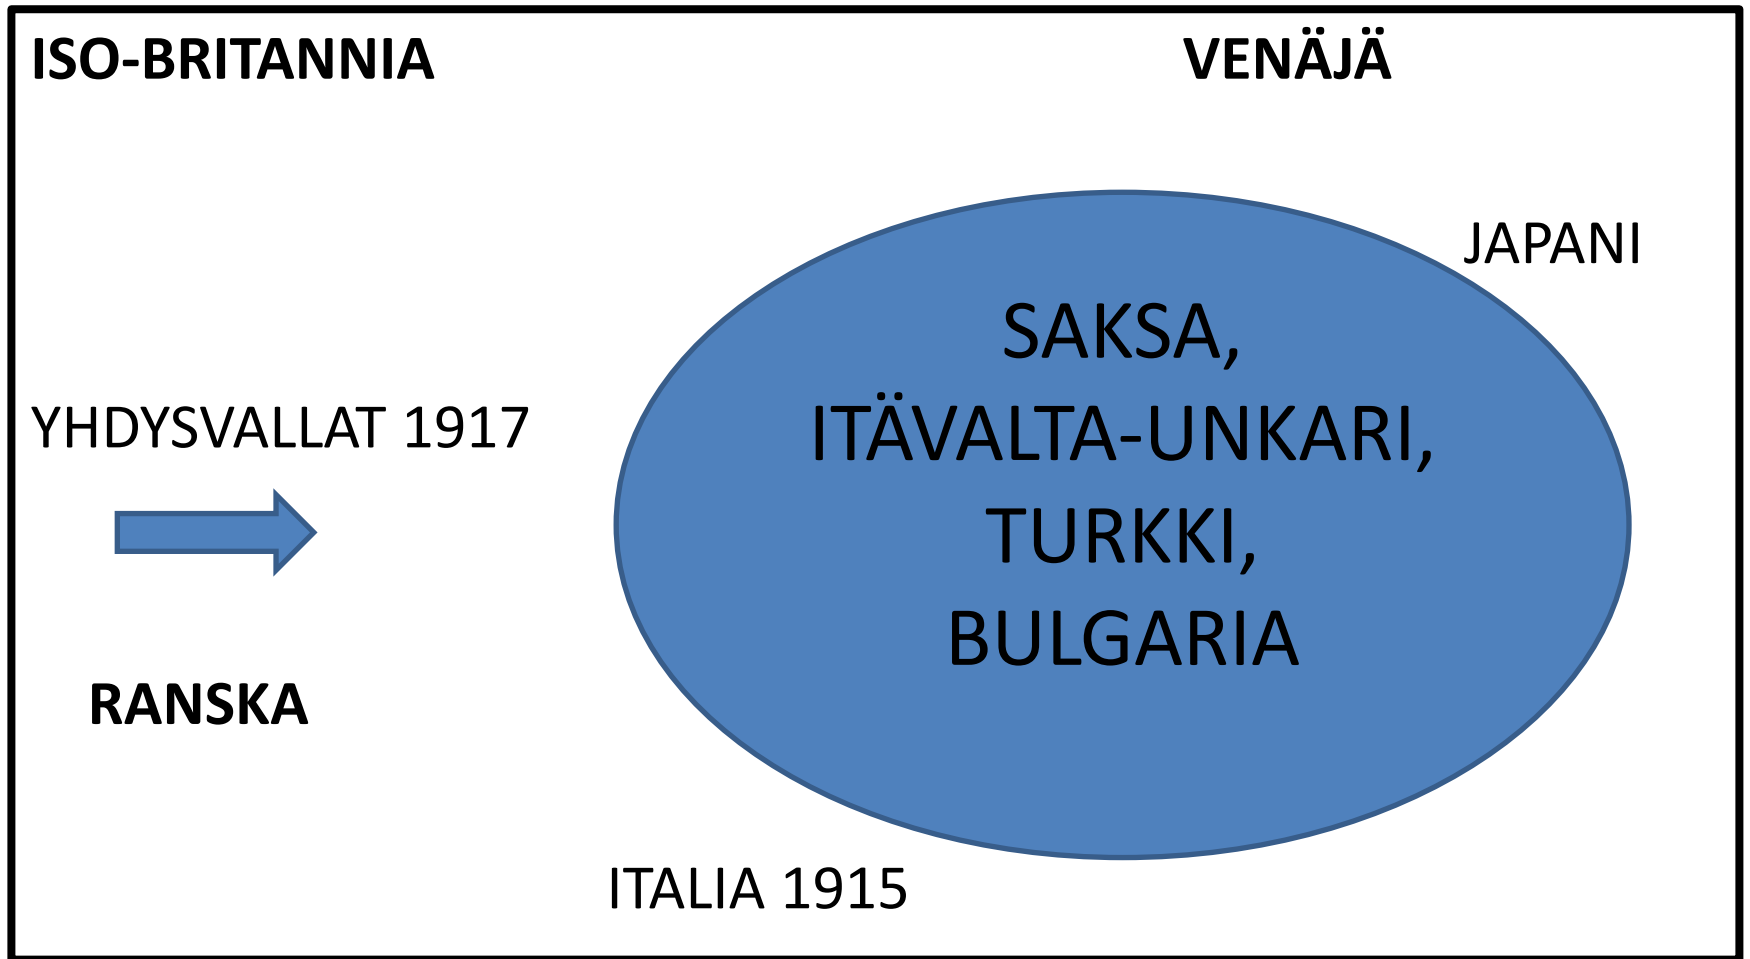 ISO-BRITANNIA
VENÄJÄ
JAPANI
SAKSA,
ITÄVALTA-UNKARI,
TURKKI,
BULGARIA
YHDYSVALLAT 1917
RANSKA
ITALIA 1915